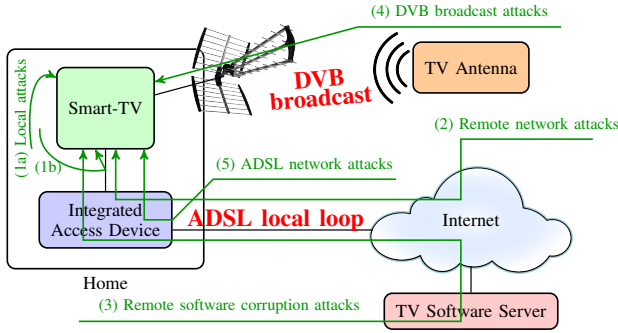 (4) DVB broadcast attacks
DVB
broadcast
TV Antenna
(1a) Local attacks
Smart-TV
(1b)
(2) Remote network attacks
(5) ADSL network attacks
Integrated
Access Device
ADSL local loop
Internet
Home
(3) Remote software corruption attacks
TV Software Server